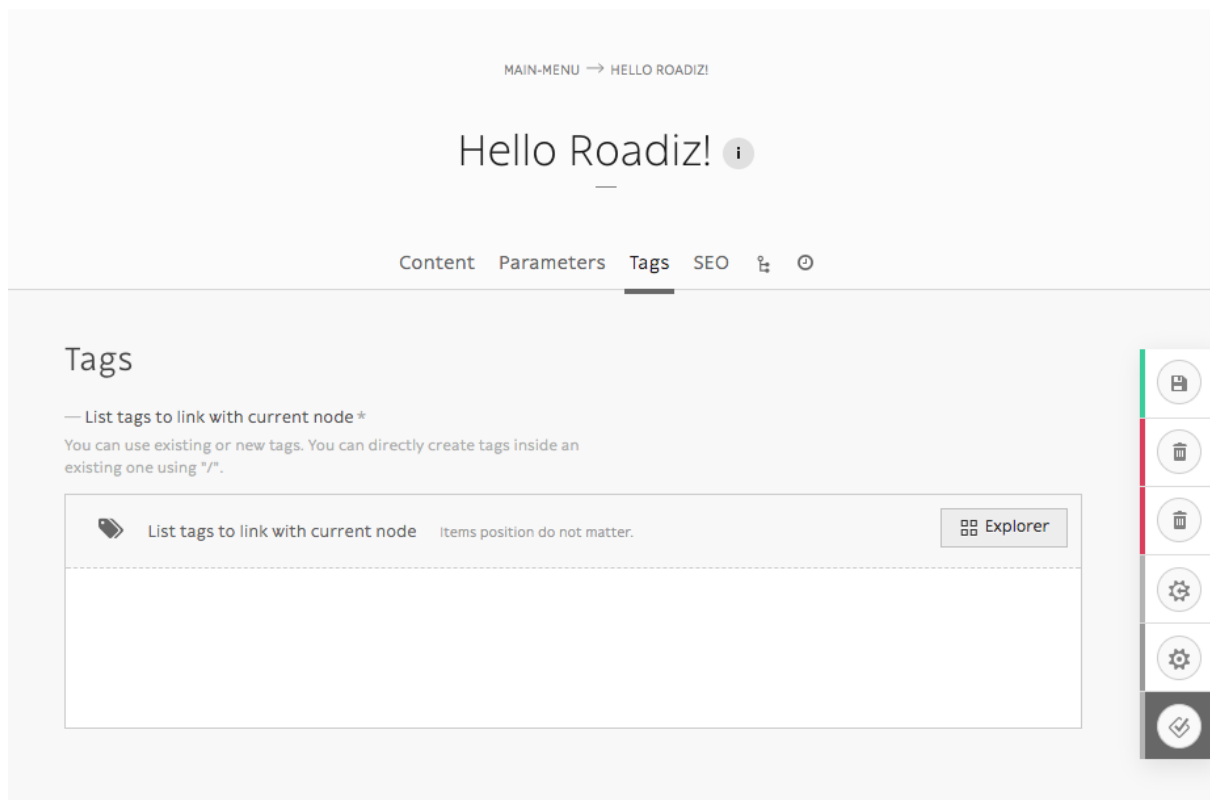 MAIN-MENU → HELLO ROADIZ!
Hello Roadiz! i
Content Parameters Tags SEO
Tags
— List tags to link with current node *
You can use existing or new tags. You can directly create tags inside an
existing one using "/".
List tags to link with current node Items position do not matter. Explorer